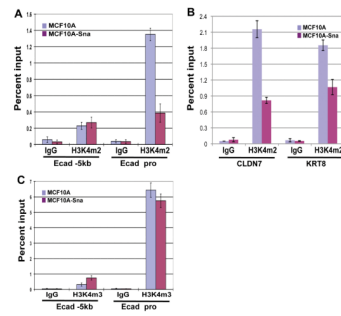 A
MCF10A
MCF10A-Sna
Percent input
1.6
1.4
1.2
1
0.8
0.6
0.4
0.2
0
IgG H3K4m2 IgG H3K4m2
Ecad -5kb Ecad pro
B
MCF10A
MCF10A-Sna
Percent input
2.4
2.1
1.8
1.5
1.2
0.9
0.6
0.3
0
IgG H3K4m2 IgG H3K4m2
CLDN7 KRT8
C
MCF10A
MCF10A-Sna
Percent input
7
6
5
4
3
2
1
0
IgG H3K4m3 IgG H3K4m3
Ecad -5kb Ecad pro